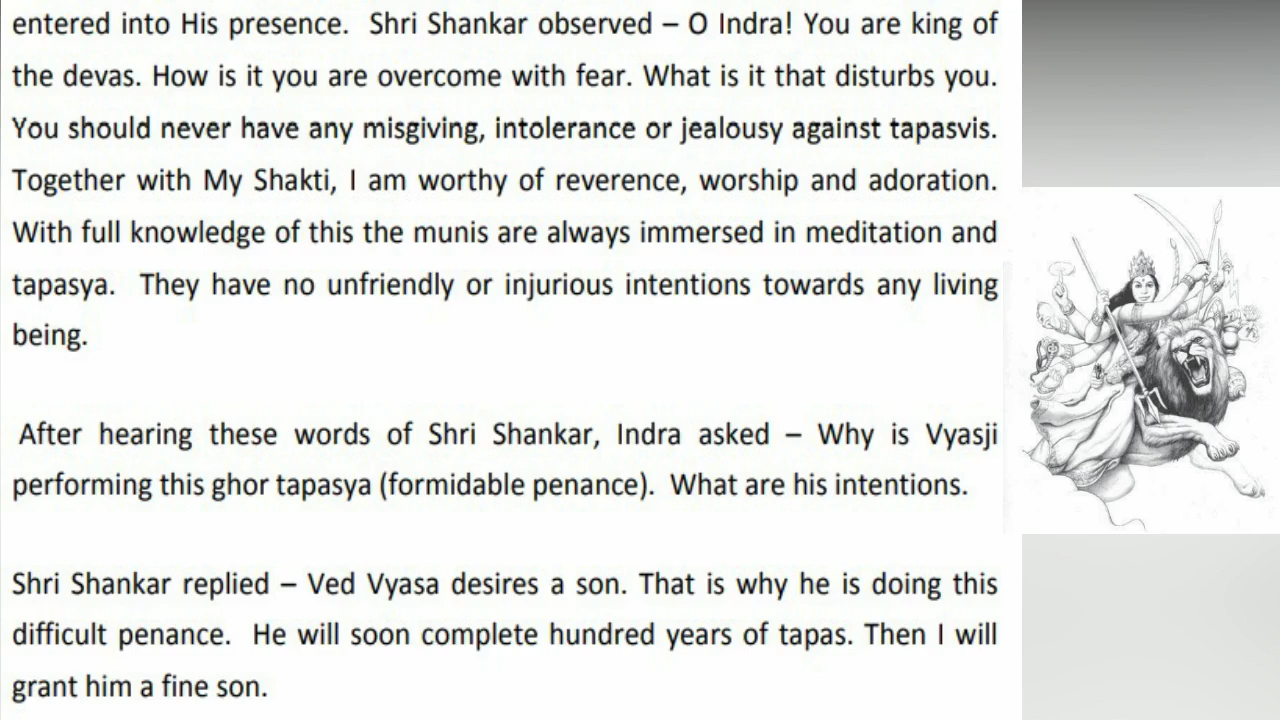 entered into His presence. Shri Shankar observed – O Indra! You are king of
the devas. How is it you are overcome with fear. What is it that disturbs you.
You should never have any misgiving, intolerance or jealousy against tapasvis.
Together with My Shakti, I am worthy of reverence, worship and adoration.
With full knowledge of this the munis are always immersed in meditation and
tapasya. They have no unfriendly or injurious intentions towards any living
being.
After hearing these words of Shri Shankar, Indra asked – Why is Vyasji
performing this ghor tapasya (formidable penance). What are his intentions.
Shri Shankar replied – Ved Vyasa desires a son. That is why he is doing this
difficult penance. He will soon complete hundred years of tapas. Then I will
grant him a fine son.